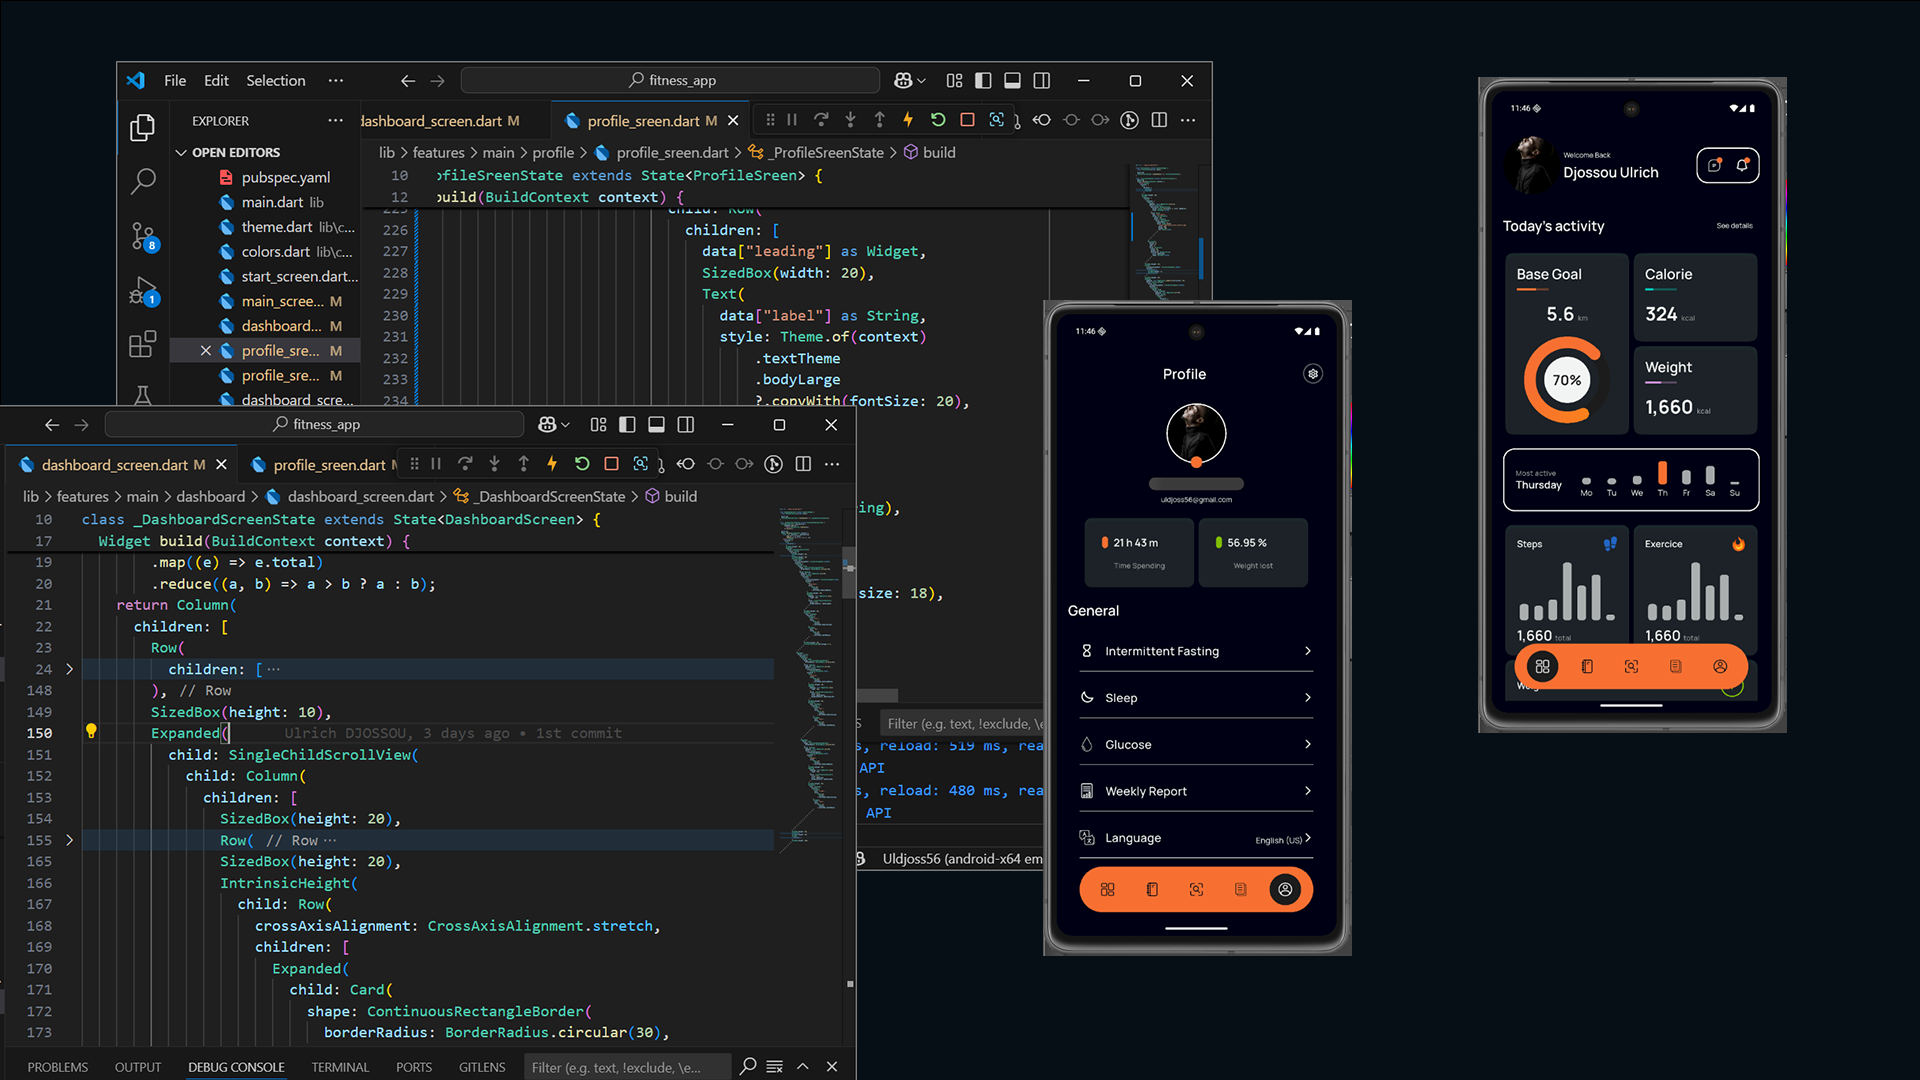 File Edit Selection ··· fitness_app
EXPLORER ···
dashboard_screen.dart M profile_sreen.dart M
OPEN EDITORS
pubspec.yaml
main.dart lib
theme.dart lib\c...
colors.dart lib\c...
start_screen.dart...
main_scree... M
dashboard... M
profile_sre... M
profile_sre... M
dashboard_scre...
8
1
lib > features > main > profile > profile_sreen.dart > _ProfileSreenState > build
10 ofileSreenState extends State<ProfileSreen> {
12 build(BuildContext context) {
225 child: Row(
226 children: [
227 data["leading"] as Widget,
228 SizedBox(width: 20),
229 Text(
230 data["label"] as String,
231 style: Theme.of(context)
232 .textTheme
233 .bodyLarge
234 ?.copyWith(fontSize: 20),
ing),
size: 18),
S Filter (e.g. text, !exclude, \e
s, reload: 519 ms, rea
API
s, reload: 480 ms, rea
API
Uldjoss56 (android-x64 em
fitness_app
dashboard_screen.dart M profile_sreen.dart M
lib > features > main > dashboard > dashboard_screen.dart > _DashboardScreenState > build
10 class _DashboardScreenState extends State<DashboardScreen> {
17 Widget build(BuildContext context) {
19 .map((e) => e.total)
20 .reduce((a, b) => a > b ? a : b);
21 return Column(
22 children: [
23 Row(
24 children: [ ···
148 ), // Row
149 SizedBox(height: 10),
150 Expanded( Ulrich DJOSSOU, 3 days ago • 1st commit
151 child: SingleChildScrollView(
152 child: Column(
153 children: [
154 SizedBox(height: 20),
155 Row( // Row ···
165 SizedBox(height: 20),
166 IntrinsicHeight(
167 child: Row(
168 crossAxisAlignment: CrossAxisAlignment.stretch,
169 children: [
170 Expanded(
171 child: Card(
172 shape: ContinuousRectangleBorder(
173 borderRadius: BorderRadius.circular(30),
PROBLEMS OUTPUT DEBUG CONSOLE TERMINAL PORTS GITLENS Filter (e.g. text, !exclude, \e...
11:46
Profile
uldjoss56@gmail.com
21 h 43 m
Time Spending
56.95 %
Weight lost
General
Intermittent Fasting
Sleep
Glucose
Weekly Report
Language English (US)
11:46
Welcome Back
Djossou Ulrich
Today's activity See details
Base Goal
5.6 km
70%
Calorie
324 kcal
Weight
1,660 kcal
Most active
Thursday
Mo Tu We Th Fr Sa Su
Steps
1,660 total
Exercice
1,660 total